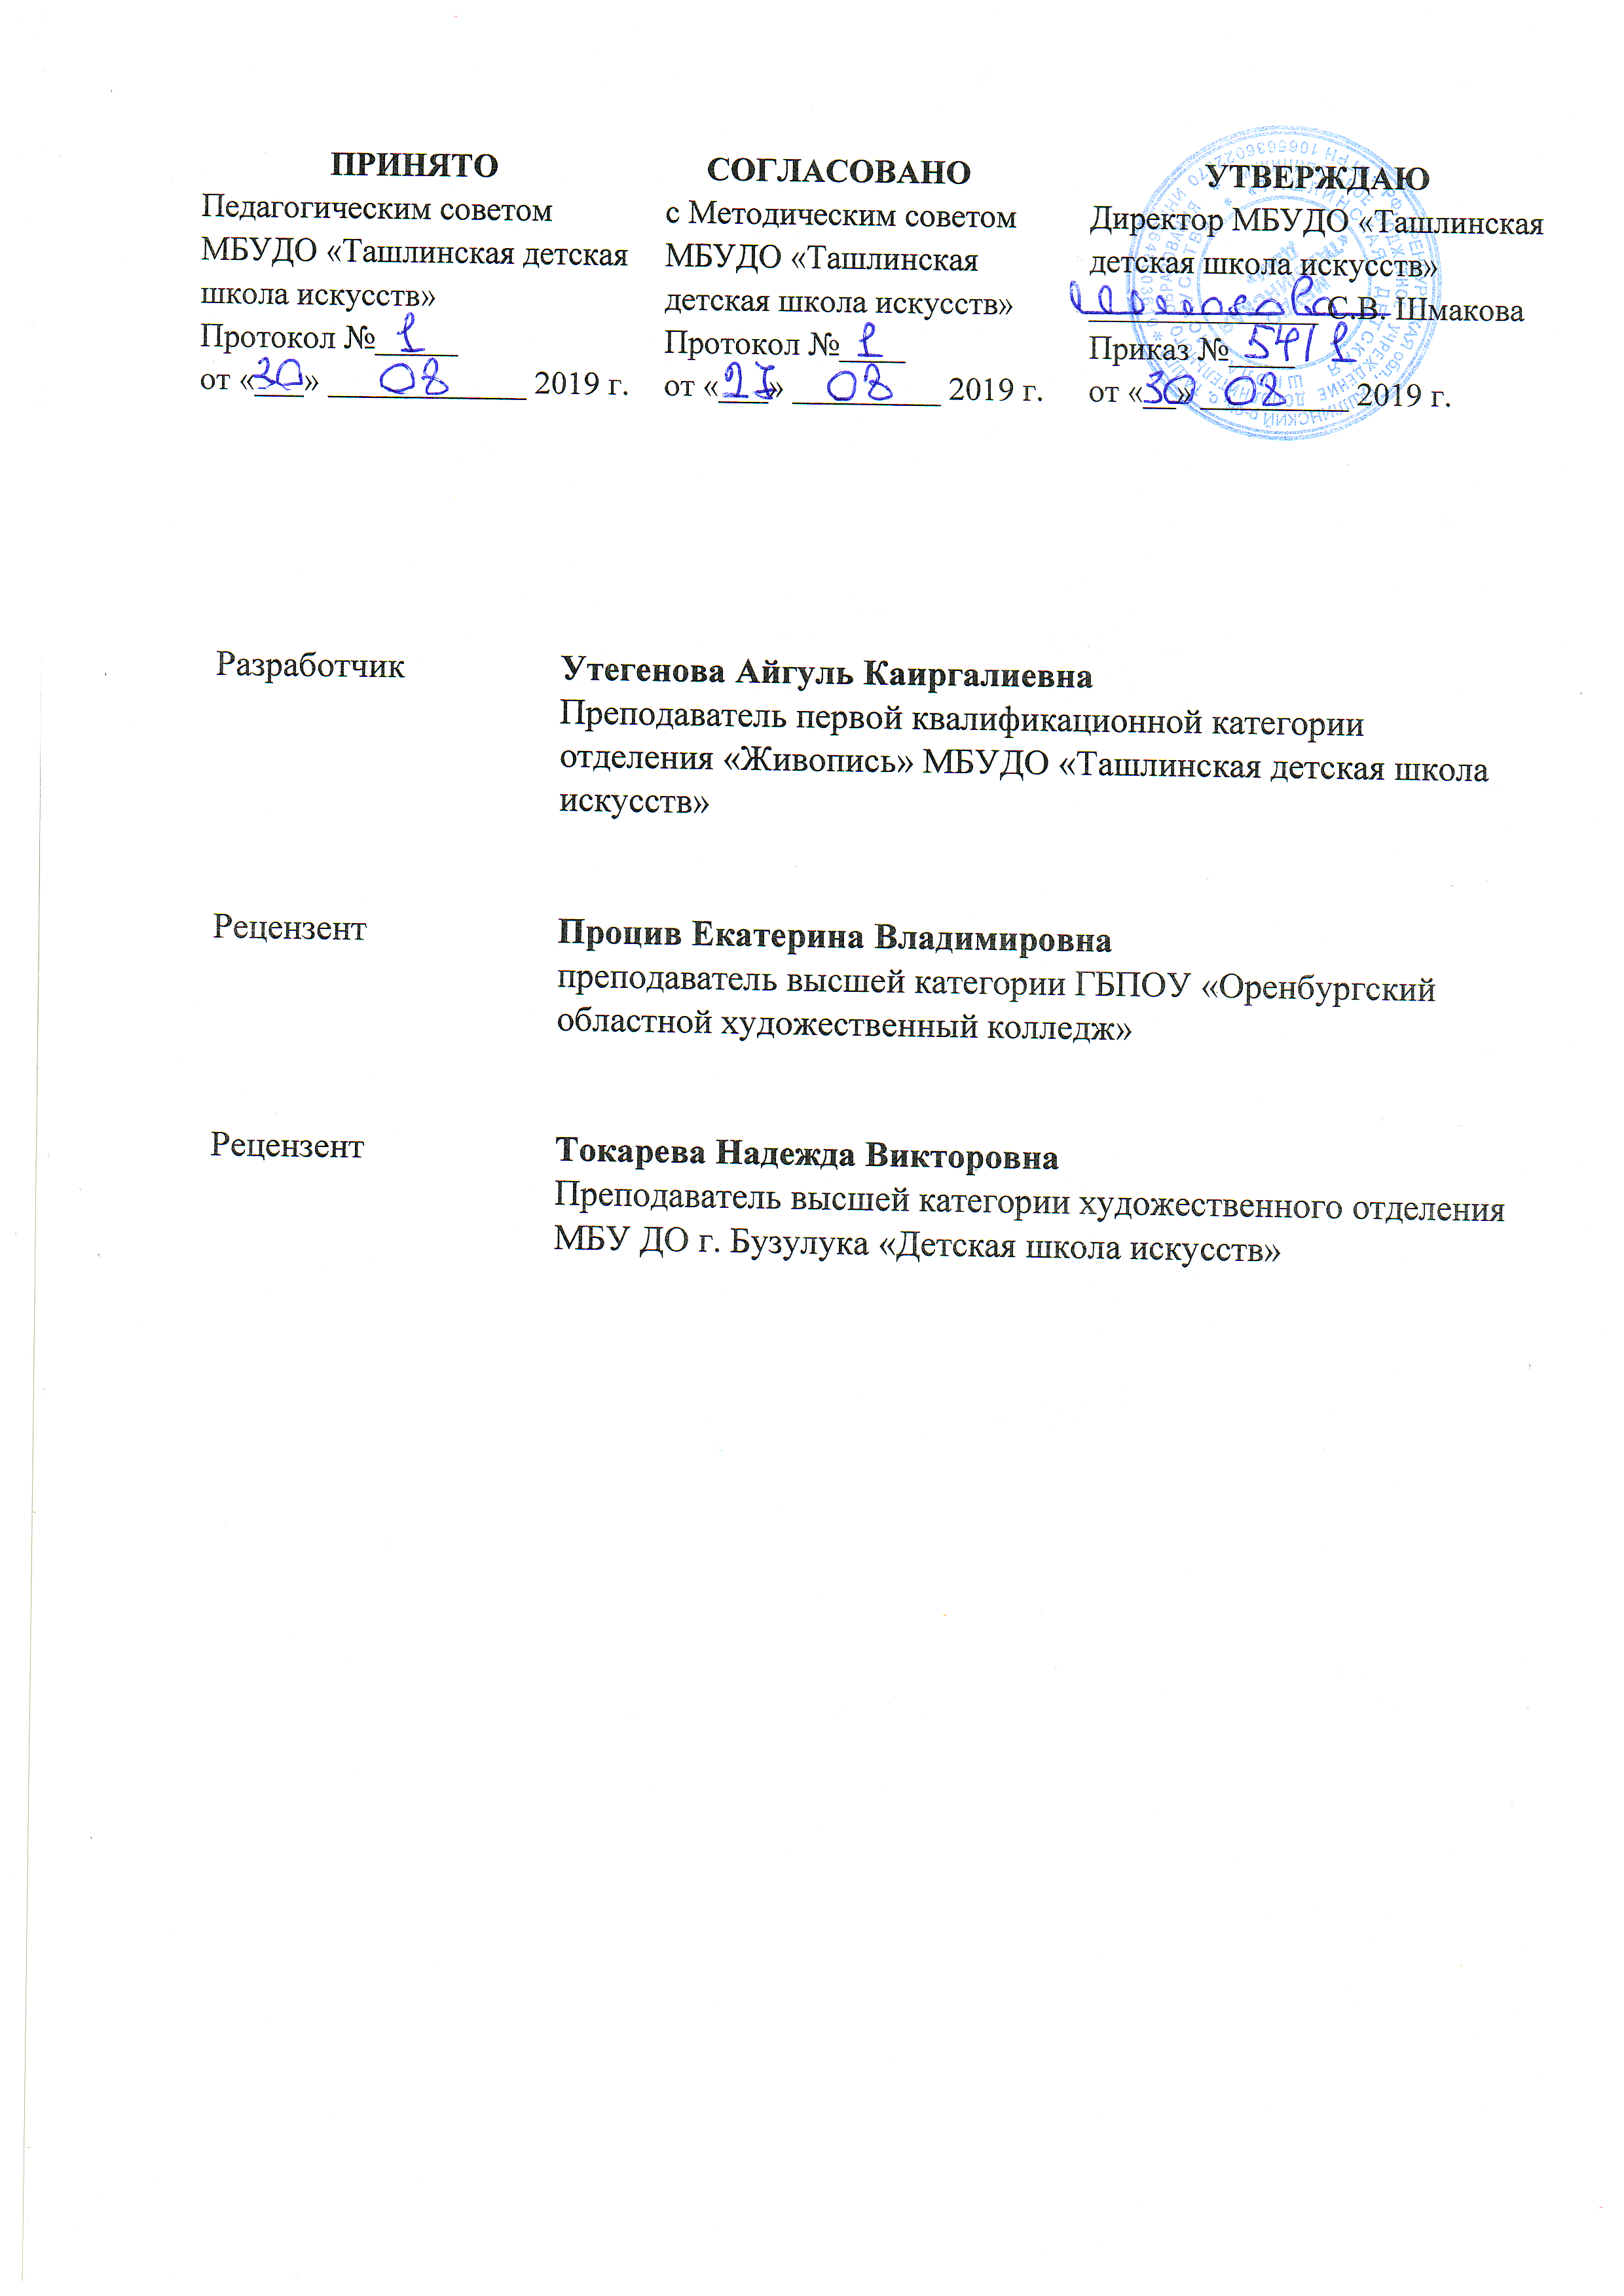 ПРИНЯТО
Педагогическим советом
МБУДО «Ташлинская детская
школа искусств»
Протокол № 1
от «30» 08 2019 г.
СОГЛАСОВАНО
с Методическим советом
МБУДО «Ташлинская
детская школа искусств»
Протокол № 1
от «27» 08 2019 г.
УТВЕРЖДАЮ
Директор МБУДО «Ташлинская
детская школа искусств»
С.В. Шмакова
Приказ №
от «30» 08 2019 г.
Разработчик
Утегенова Айгуль Каиргалиевна
Преподаватель первой квалификационной категории
отделения «Живопись» МБУДО «Ташлинская детская школа
искусств»
Рецензент
Процив Екатерина Владимировна
преподаватель высшей категории ГБПОУ «Оренбургский
областной художественный колледж»
Рецензент
Токарева Надежда Викторовна
Преподаватель высшей категории художественного отделения
МБУ ДО г. Бузулука «Детская школа искусств»